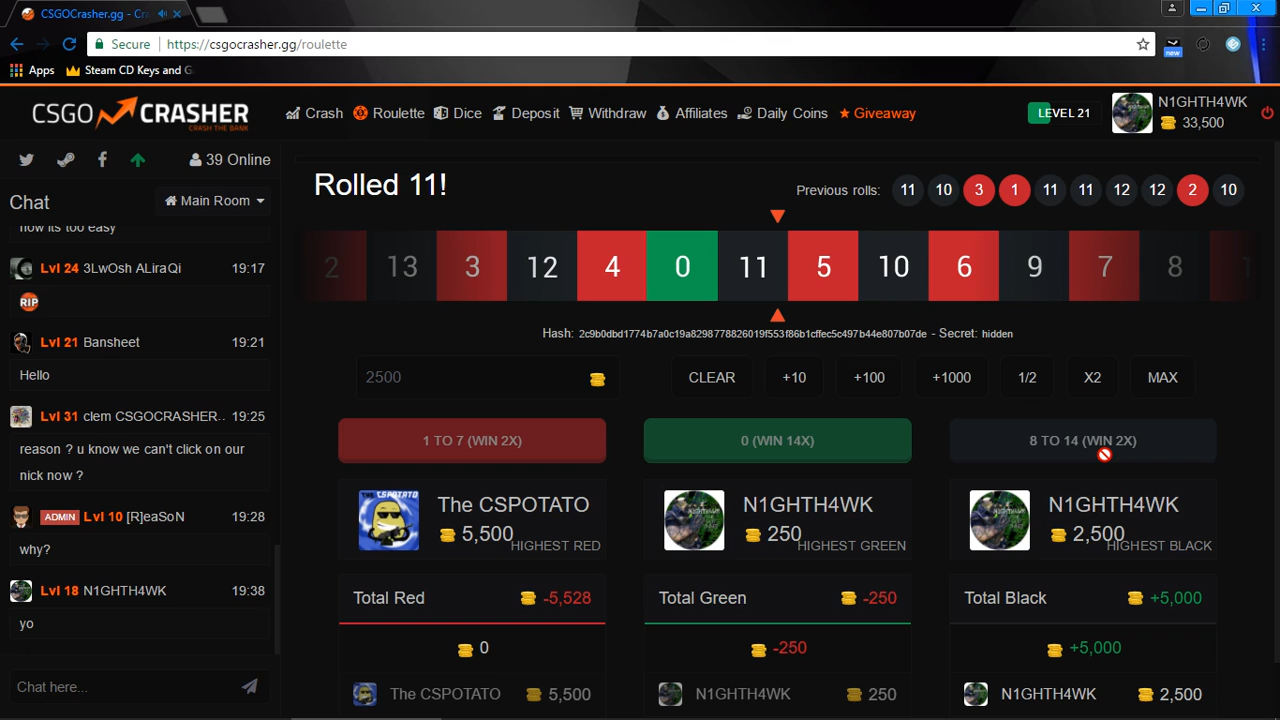 CSGOCrasher.gg - Cr
Secure https://csgocrasher.gg/roulette
new
Apps Steam CD Keys and G
CSGO CRASHER
CRASH THE BANK
Crash Roulette Dice Deposit Withdraw Affiliates Daily Coins Giveaway
LEVEL 21 N1GHTH4WK
33,500
39 Online
Chat Main Room
now its too easy
Lvl 24 3LwOsh ALiraQi 19:17
RIP
Lvl 21 Bansheet 19:21
Hello
Lvl 31 clem CSGOCRASHER.. 19:25
reason ? u know we can't click on our
nick now ?
ADMIN Lvl 10 [R]eaSoN 19:28
why?
Lvl 18 N1GHTH4WK 19:38
yo
Chat here...
Rolled 11!
Previous rolls: 11 10 3 1 11 11 12 12 2 10
2 13 3 12 4 0 11 5 10 6 9 7 8 1
Hash: 2c9b0dbd1774b7a0c19a8298778826019f553f86b1cffec5c497b44e807b07de - Secret: hidden
2500 CLEAR +10 +100 +1000 1/2 X2 MAX
1 TO 7 (WIN 2X) 0 (WIN 14X) 8 TO 14 (WIN 2X)
The CSPOTATO
5,500
HIGHEST RED
N1GHTH4WK
250
HIGHEST GREEN
N1GHTH4WK
2,500
HIGHEST BLACK
Total Red -5,528
0
The CSPOTATO 5,500
Total Green -250
-250
N1GHTH4WK 250
Total Black +5,000
+5,000
N1GHTH4WK 2,500